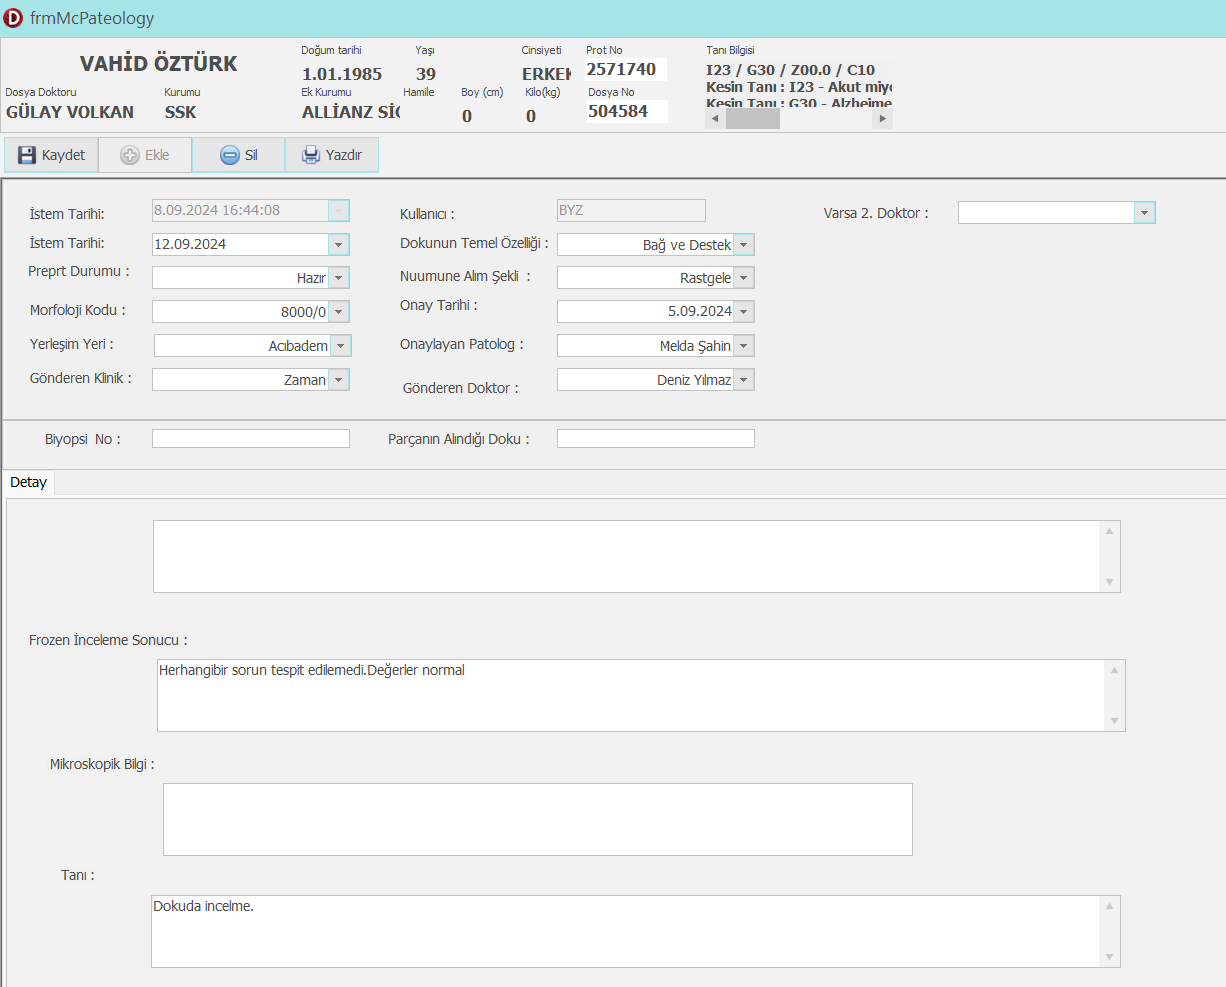 frmMcPateology
VAHİD ÖZTÜRK
Doğum tarihi Yaşı Cinsiyeti Prot No Tanı Bilgisi
1.01.1985 39 ERKEK 2571740 I23 / G30 / Z00.0 / C10
Kesin Tanı : I23 - Akut miy
Kesin Tanı : G30 - Alzheime
Dosya Doktoru Kurumu Ek Kurumu Hamile Boy (cm) Kilo(kg) Dosya No
GÜLAY VOLKAN SSK ALLİANZ SİG 0 0 504584
Kaydet Ekle Sil Yazdır
İstem Tarihi: 8.09.2024 16:44:08 Kullanıcı : BYZ Varsa 2. Doktor :
İstem Tarihi: 12.09.2024 Dokunun Temel Özelliği : Bağ ve Destek
Preprt Durumu : Hazır Nuumune Alım Şekli : Rastgele
Morfoloji Kodu : 8000/0 Onay Tarihi : 5.09.2024
Yerleşim Yeri : Acıbadem Onaylayan Patolog : Melda Şahin
Gönderen Klinik : Zaman Gönderen Doktor : Deniz Yılmaz
Biyopsi No : Parçanın Alındığı Doku :
Detay
Frozen İnceleme Sonucu :
Herhangibir sorun tespit edilemedi.Değerler normal
Mikroskopik Bilgi :
Tanı :
Dokuda incelme.